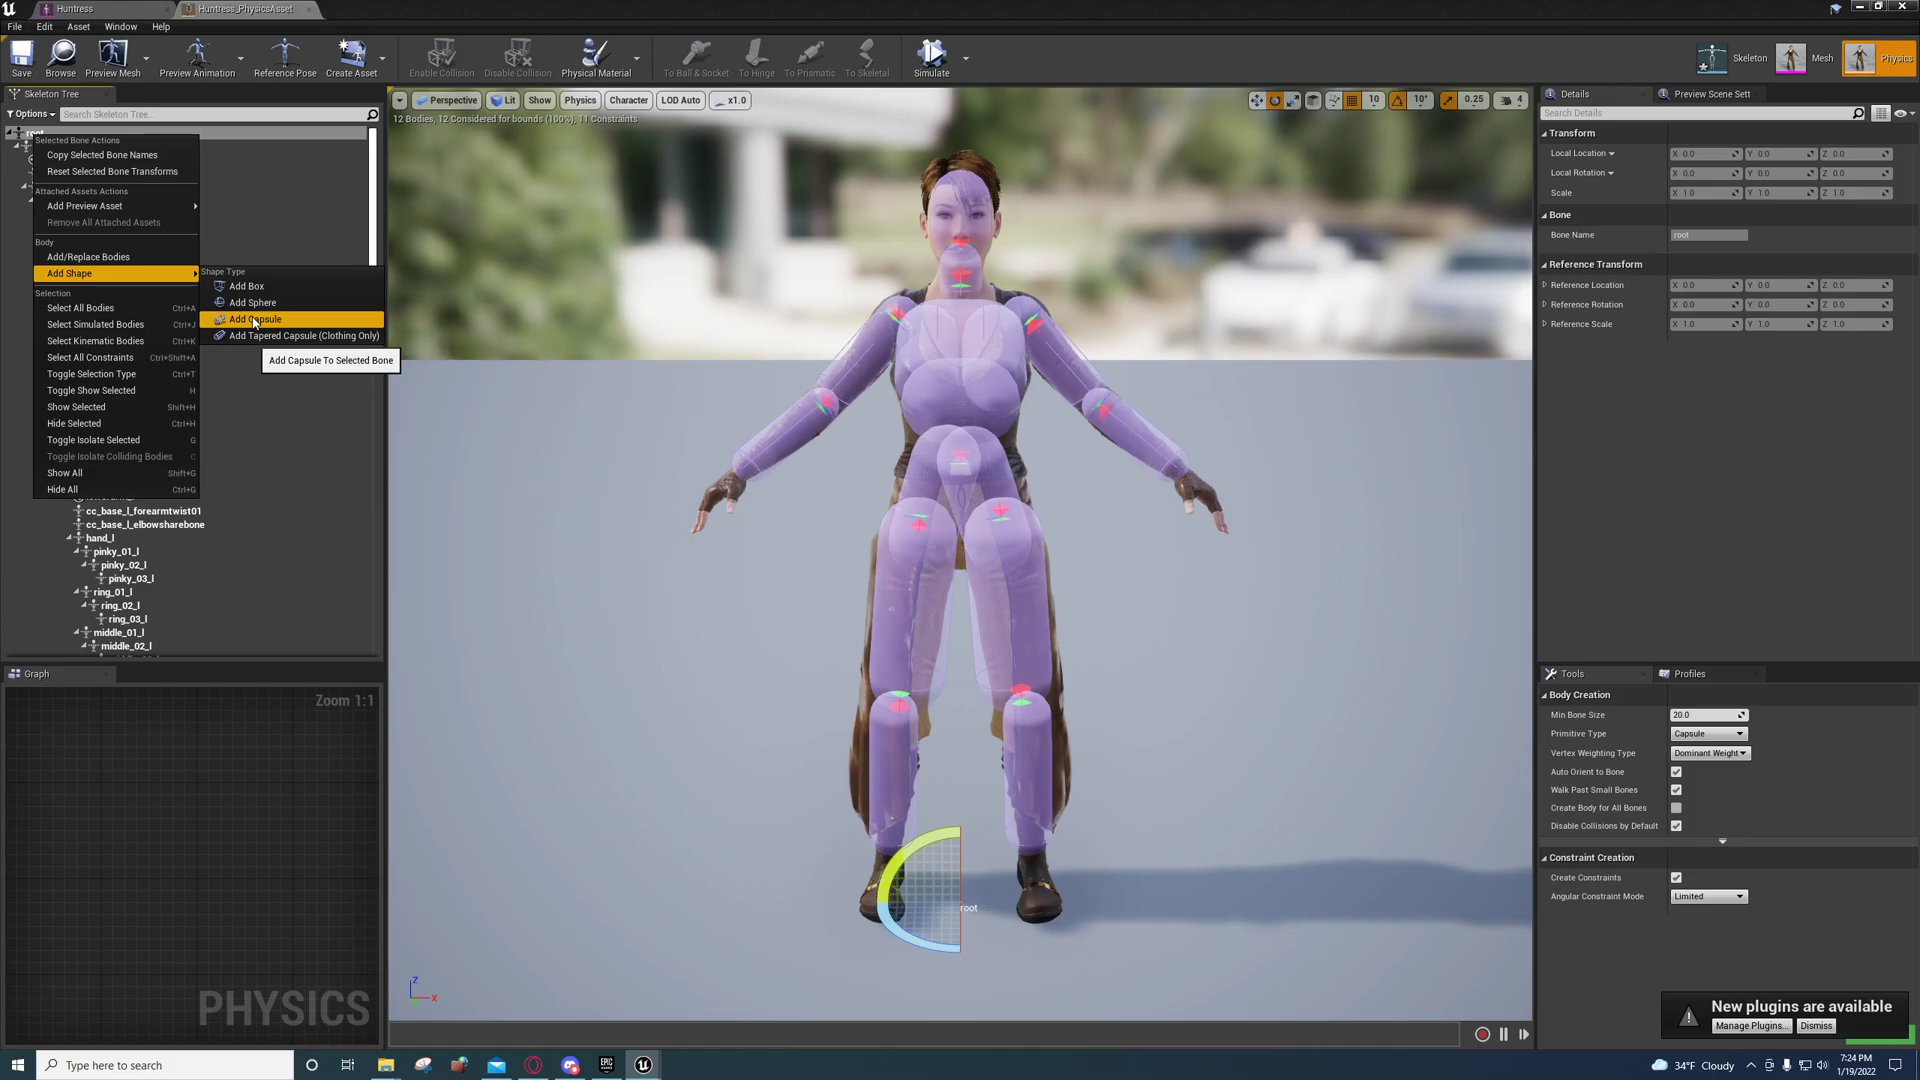 Huntress
Huntress_PhysicsAsset
File Edit Asset Window Help
Save
Browse
Preview Mesh
Preview Animation
Reference Pose
Create Asset
Enable Collision
Disable Collision
Physical Material
To Ball & Socket
To Hinge
To Prismatic
To Skeletal
Simulate
Skeleton
Mesh
Physics
Skeleton Tree
Options
Search Skeleton Tree...
root
Selected Bone Actions
Copy Selected Bone Names
Reset Selected Bone Transforms
Attached Assets Actions
Add Preview Asset
Remove All Attached Assets
Body
Add/Replace Bodies
Add Shape
Selection
Select All Bodies Ctrl+A
Select Simulated Bodies Ctrl+J
Select Kinematic Bodies Ctrl+K
Select All Constraints Ctrl+Shift+A
Toggle Selection Type Ctrl+T
Toggle Show Selected H
Show Selected Shift+H
Hide Selected Ctrl+H
Toggle Isolate Selected G
Toggle Isolate Colliding Bodies C
Show All Shift+G
Hide All Ctrl+G
Shape Type
Add Box
Add Sphere
Add Capsule
Add Tapered Capsule (Clothing Only)
Add Capsule To Selected Bone
cc_base_l_forearmtwist01
cc_base_l_elbowsharebone
hand_l
pinky_01_l
pinky_02_l
pinky_03_l
ring_01_l
ring_02_l
ring_03_l
middle_01_l
middle_02_l
Graph
Zoom 1:1
PHYSICS
Perspective Lit Show Physics Character LOD Auto x1.0
10 10° 0.25 4
12 Bodies, 12 Considered for bounds (100%), 11 Constraints
root
Z
X
Details
Preview Scene Sett
Search Details
Transform
Local Location X 0.0 Y 0.0 Z 0.0
Local Rotation X 0.0 Y 0.0 Z 0.0
Scale X 1.0 Y 1.0 Z 1.0
Bone
Bone Name root
Reference Transform
Reference Location X 0.0 Y 0.0 Z 0.0
Reference Rotation X 0.0 Y 0.0 Z 0.0
Reference Scale X 1.0 Y 1.0 Z 1.0
Tools
Profiles
Body Creation
Min Bone Size 20.0
Primitive Type Capsule
Vertex Weighting Type Dominant Weight
Auto Orient to Bone
Walk Past Small Bones
Create Body for All Bones
Disable Collisions by Default
Constraint Creation
Create Constraints
Angular Constraint Mode Limited
New plugins are available
Manage Plugins... Dismiss
Type here to search
EPIC GAMES
34°F Cloudy
7:24 PM
1/19/2022